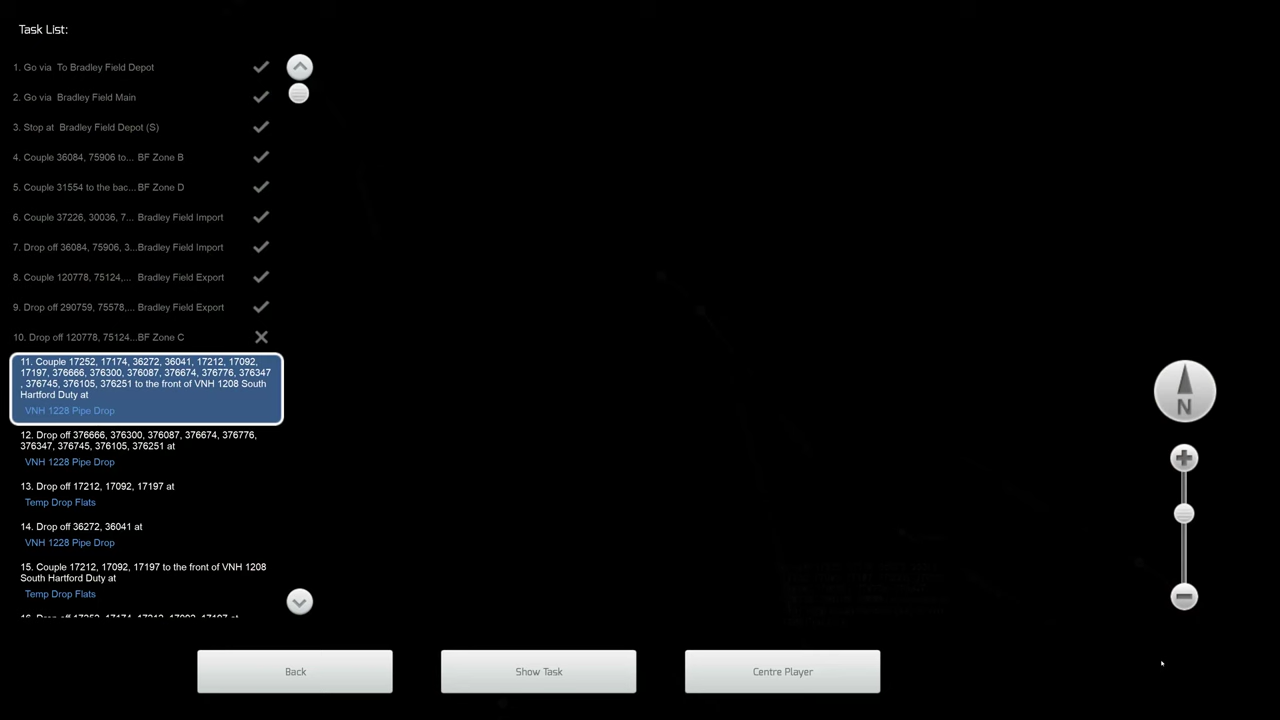 Task List:
1. Go via  To Bradley Field Depot
2. Go via  Bradley Field Main
3. Stop at  Bradley Field Depot (S)
4. Couple 36084, 75906 to... BF Zone B
5. Couple 31554 to the bac... BF Zone D
6. Couple 37226, 30036, 7... Bradley Field Import
7. Drop off 36084, 75906, 3...Bradley Field Import
8. Couple 120778, 75124,... Bradley Field Export
9. Drop off 290759, 75578,... Bradley Field Export
10. Drop off 120778, 75124...BF Zone C
11. Couple 17252, 17174, 36272, 36041, 17212, 17092,
17197, 376666, 376300, 376087, 376674, 376776, 376347
, 376745, 376105, 376251 to the front of VNH 1208 South
Hartford Duty at
VNH 1228 Pipe Drop
12. Drop off 376666, 376300, 376087, 376674, 376776,
376347, 376745, 376105, 376251 at
VNH 1228 Pipe Drop
13. Drop off 17212, 17092, 17197 at
Temp Drop Flats
14. Drop off 36272, 36041 at
VNH 1228 Pipe Drop
15. Couple 17212, 17092, 17197 to the front of VNH 1208
South Hartford Duty at
Temp Drop Flats
N
Back
Show Task
Centre Player